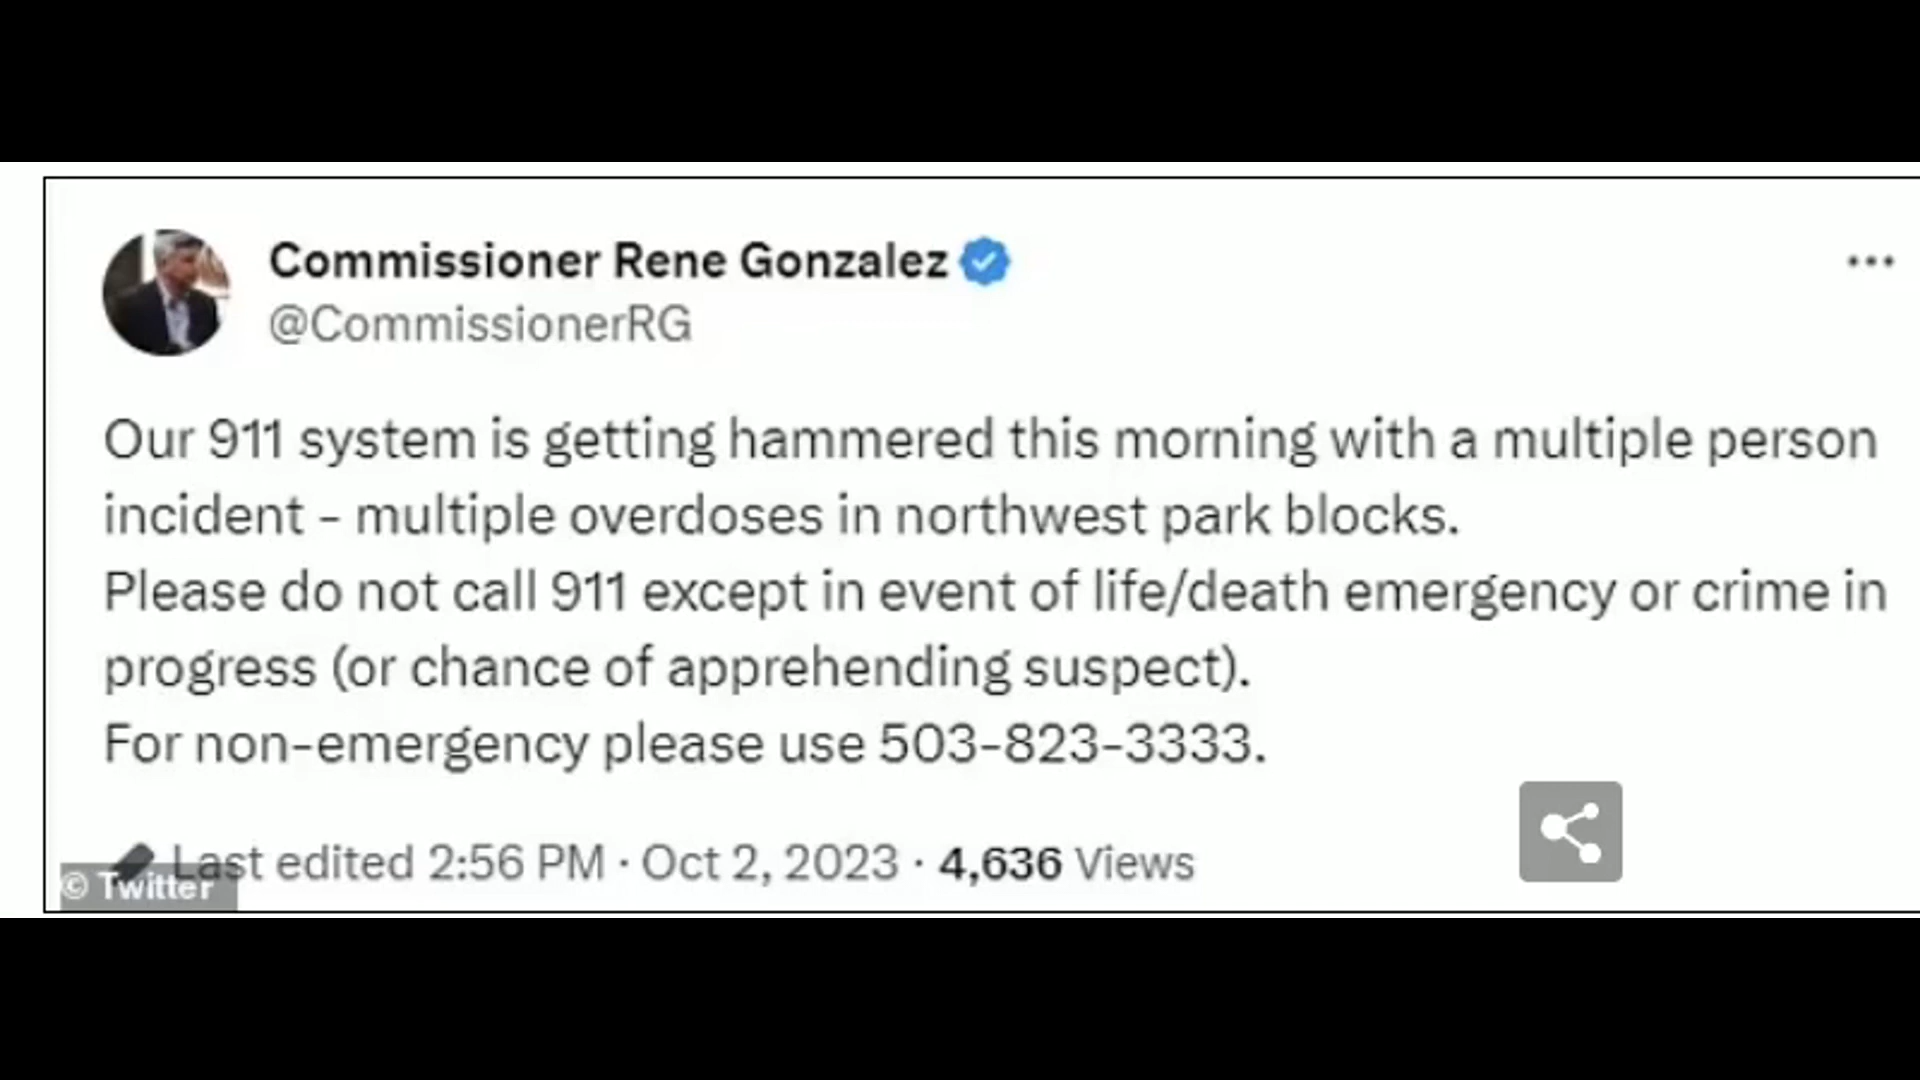 Commissioner Rene Gonzalez
@CommissionerRG
Our 911 system is getting hammered this morning with a multiple person
incident - multiple overdoses in northwest park blocks.
Please do not call 911 except in event of life/death emergency or crime in
progress (or chance of apprehending suspect).
For non-emergency please use 503-823-3333.
Last edited 2:56 PM · Oct 2, 2023 · 4,636 Views
© Twitter